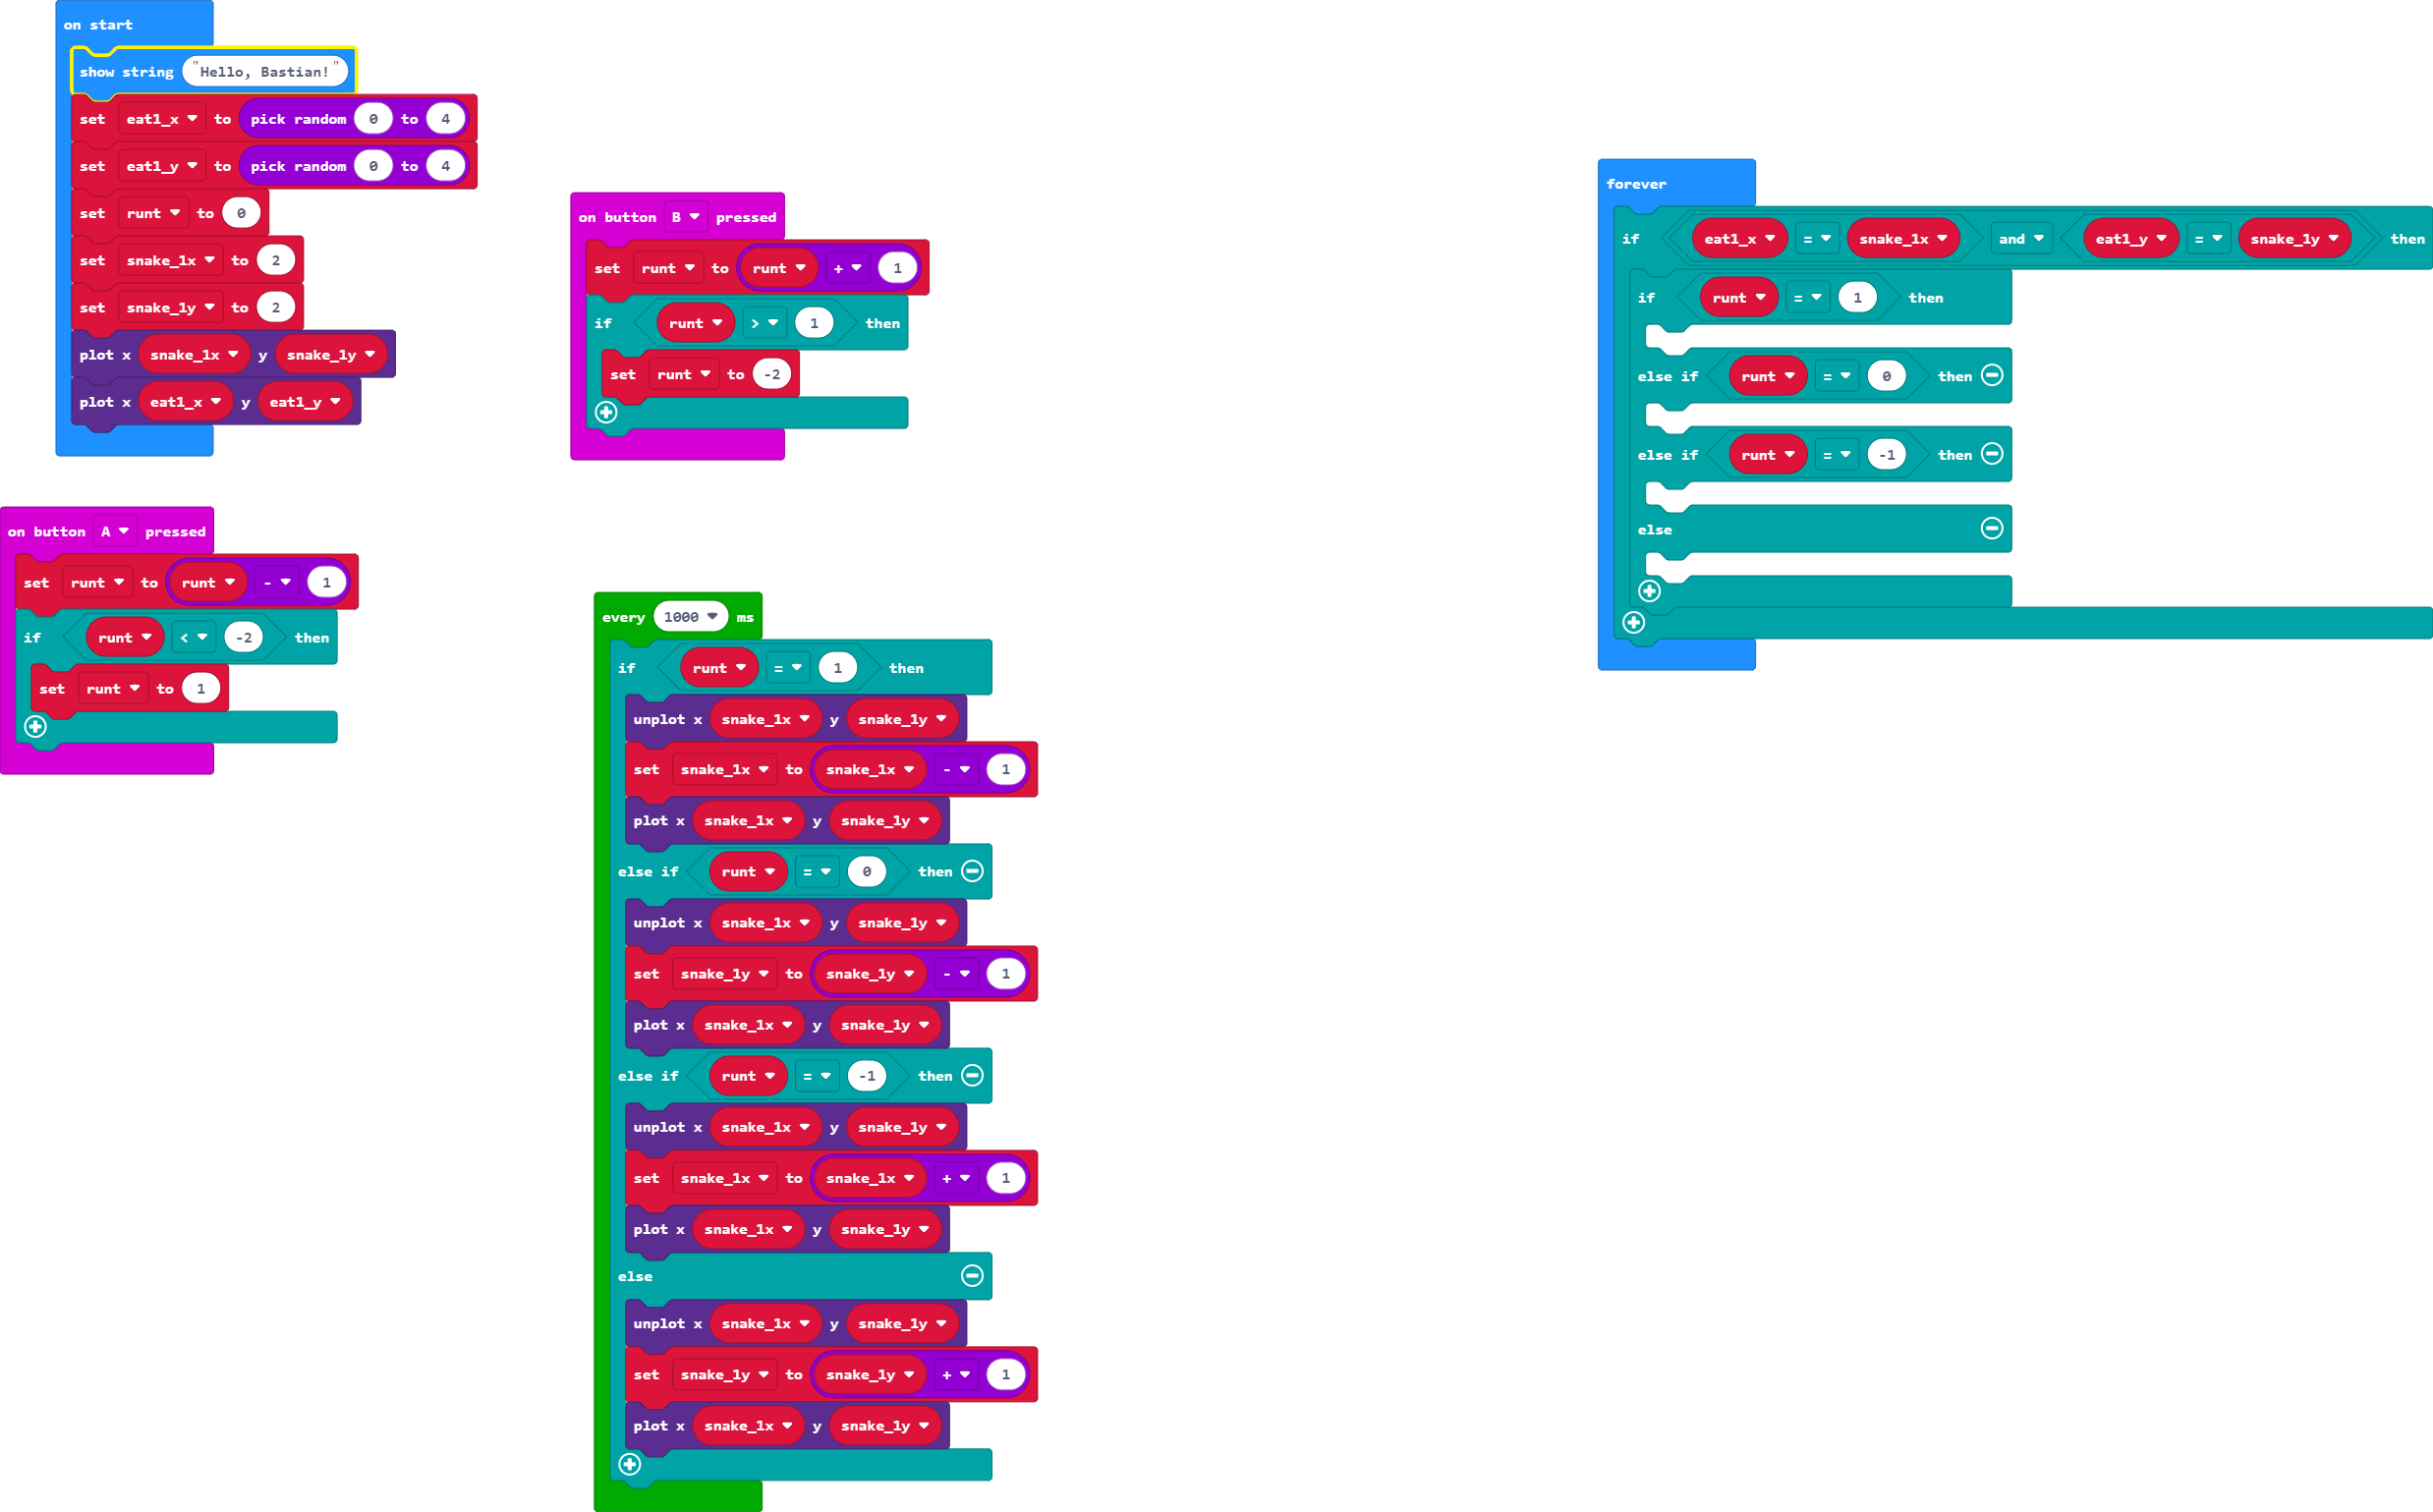 on start
show string "Hello, Bastian!"
set eat1_x to pick random 0 to 4
set eat1_y to pick random 0 to 4
set runt to 0
set snake_1x to 2
set snake_1y to 2
plot x snake_1x y snake_1y
plot x eat1_x y eat1_y
on button A pressed
set runt to runt - 1
if runt < -2 then
set runt to 1
on button B pressed
set runt to runt + 1
if runt > 1 then
set runt to -2
every 1000 ms
if runt = 1 then
unplot x snake_1x y snake_1y
set snake_1x to snake_1x - 1
plot x snake_1x y snake_1y
else if runt = 0 then
unplot x snake_1x y snake_1y
set snake_1y to snake_1y - 1
plot x snake_1x y snake_1y
else if runt = -1 then
unplot x snake_1x y snake_1y
set snake_1x to snake_1x + 1
plot x snake_1x y snake_1y
else
unplot x snake_1x y snake_1y
set snake_1y to snake_1y + 1
plot x snake_1x y snake_1y
forever
if eat1_x = snake_1x and eat1_y = snake_1y then
if runt = 1 then
else if runt = 0 then
else if runt = -1 then
else